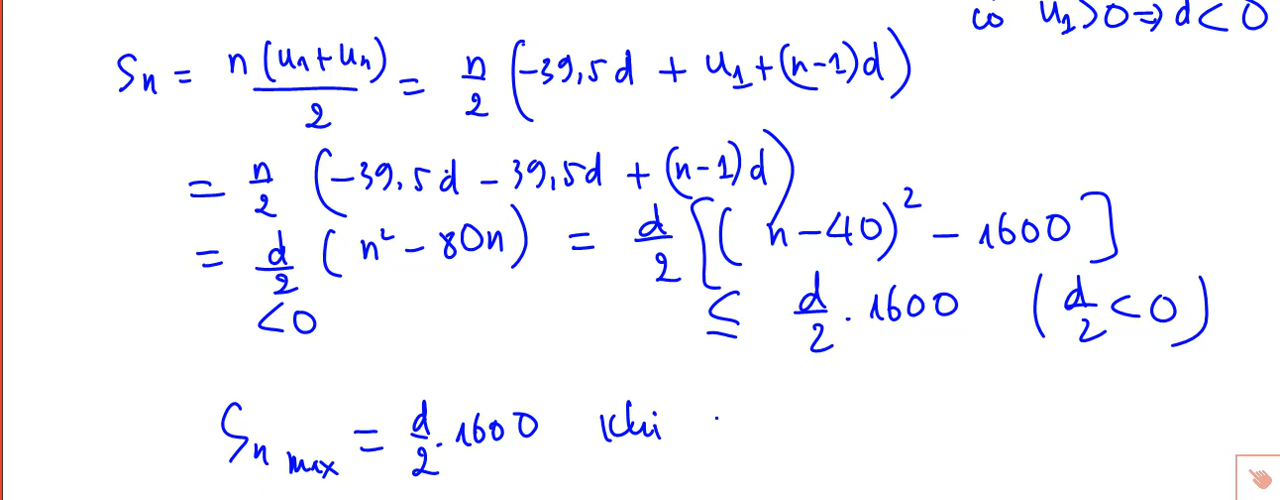 có u₁>0 ⇒ d < 0
Sn = n(u₁+un)/2 = n/2 (-39,5d + u₁+(n-1)d)
= n/2 (-39,5d - 39,5d + (n-1)d)
= d/2 (n² - 80n) = d/2 [(n-40)² - 1600]
<0 ≤ d/2 . 1600 (d/2 < 0)
Sn max = d/2 . 1600 khi